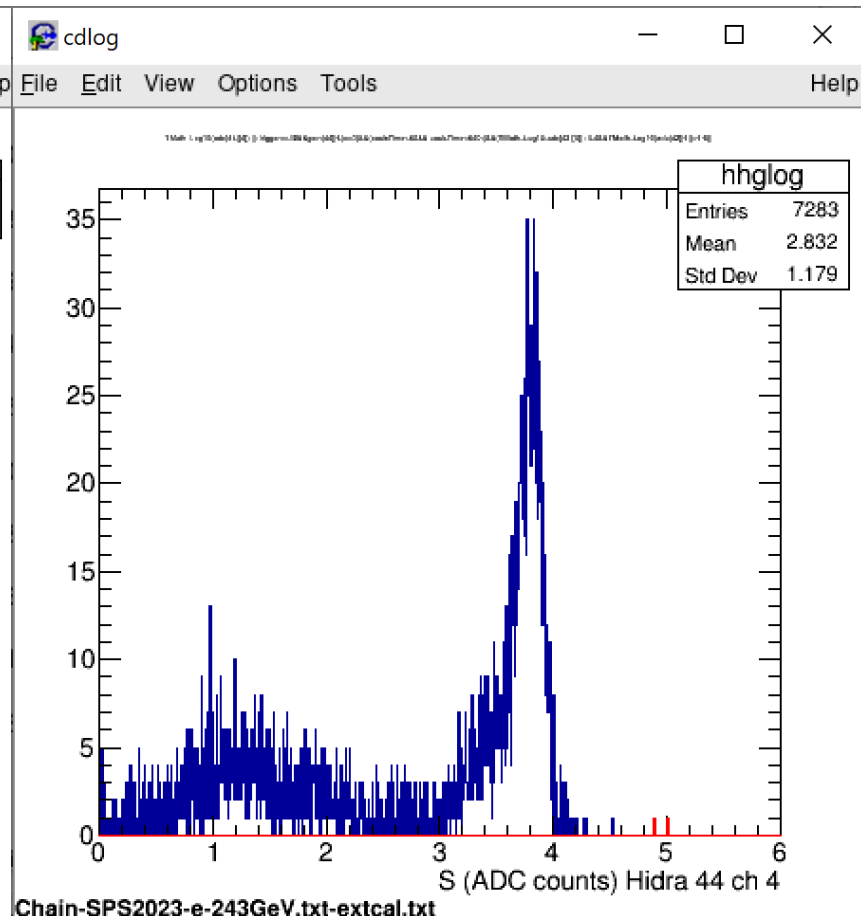 cdlog
p File Edit View Options Tools Help
hhglog
Entries 7283
Mean 2.832
Std Dev 1.179
35
30
25
20
15
10
5
0
0 1 2 3 4 5 6
S (ADC counts) Hidra 44 ch 4
Chain-SPS2023-e-243GeV.txt-extcal.txt